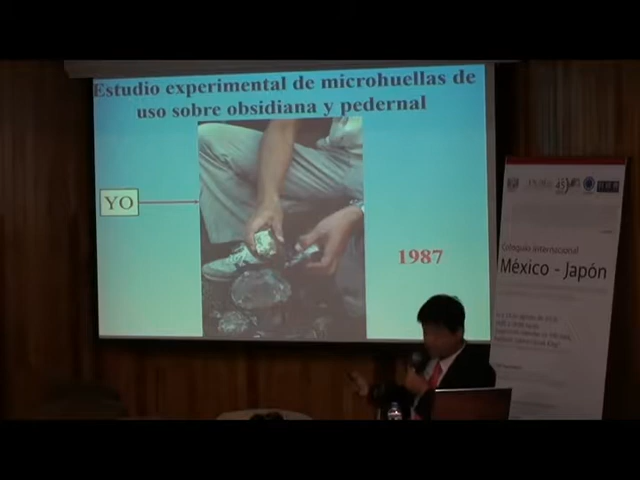 Estudio experimental de microhuellas de
uso sobre obsidiana y pedernal
YO
1987
Coloquio Internacional
México - Japón